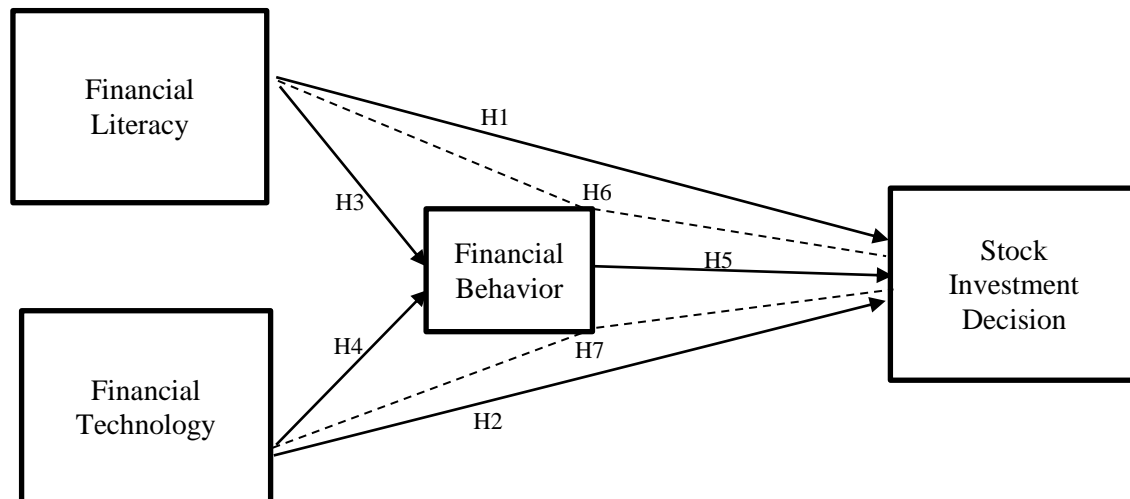 Financial
Literacy
H1
H3
H6
Financial
Behavior
H5
Stock
Investment
Decision
H4
H7
Financial
Technology
H2